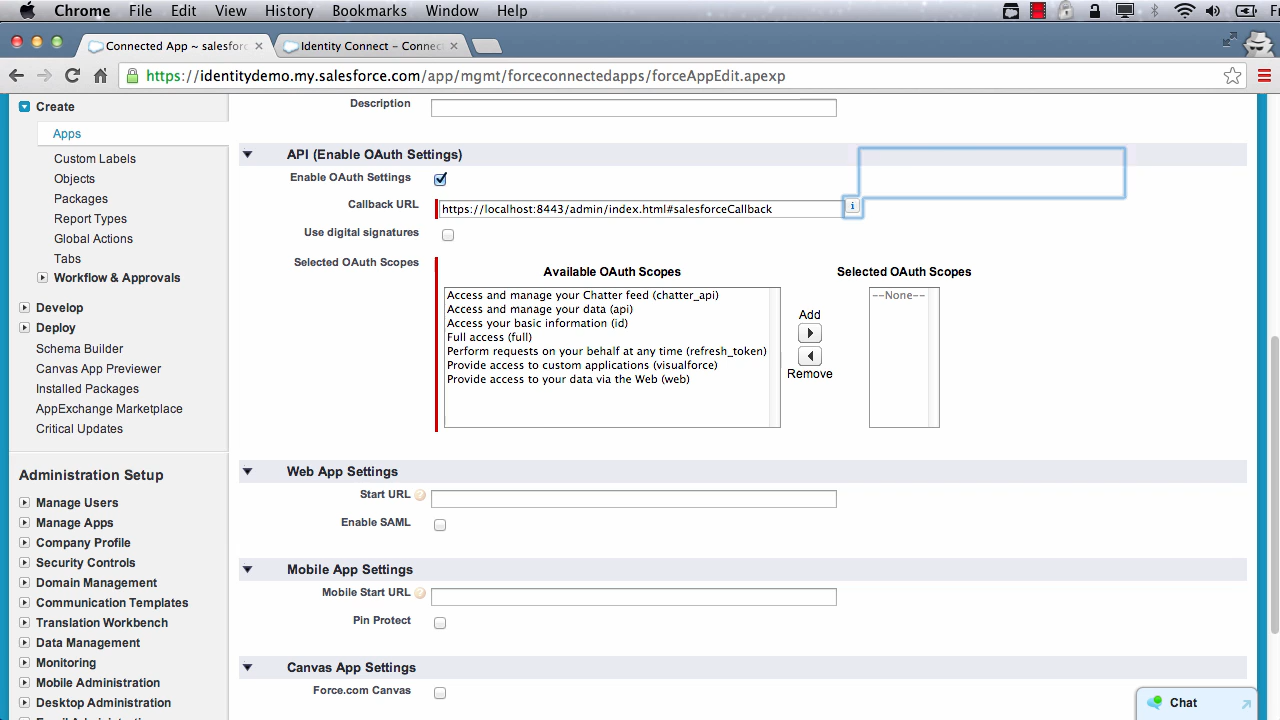 Chrome File Edit View History Bookmarks Window Help
Connected App ~ salesforc × Identity Connect – Connec ×
https://identitydemo.my.salesforce.com/app/mgmt/forceconnectedapps/forceAppEdit.apexp
Create
Apps
Custom Labels
Objects
Packages
Report Types
Global Actions
Tabs
Workflow & Approvals
Develop
Deploy
Schema Builder
Canvas App Previewer
Installed Packages
AppExchange Marketplace
Critical Updates
Administration Setup
Manage Users
Manage Apps
Company Profile
Security Controls
Domain Management
Communication Templates
Translation Workbench
Data Management
Monitoring
Mobile Administration
Desktop Administration
Description
API (Enable OAuth Settings)
Enable OAuth Settings
Callback URL https://localhost:8443/admin/index.html#salesforceCallback i
Use digital signatures
Selected OAuth Scopes
Available OAuth Scopes
Access and manage your Chatter feed (chatter_api)
Access and manage your data (api)
Access your basic information (id)
Full access (full)
Perform requests on your behalf at any time (refresh_token)
Provide access to custom applications (visualforce)
Provide access to your data via the Web (web)
Add
Remove
Selected OAuth Scopes
--None--
Web App Settings
Start URL ?
Enable SAML
Mobile App Settings
Mobile Start URL ?
Pin Protect
Canvas App Settings
Force.com Canvas
Chat